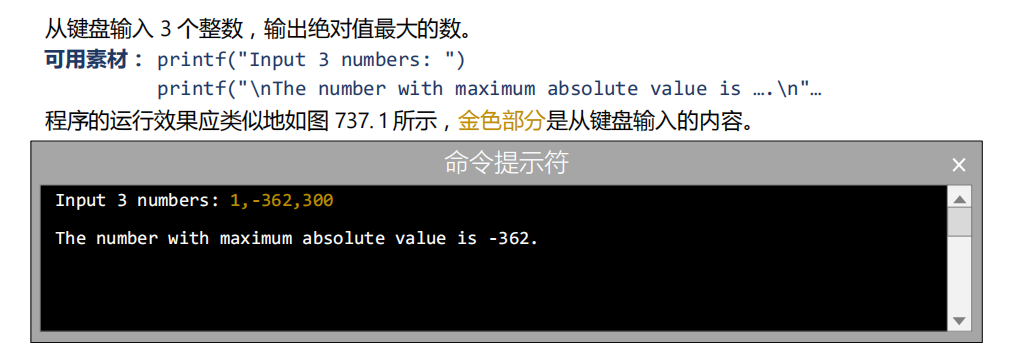 从键盘输入 3 个整数，输出绝对值最大的数。
可用素材： printf("Input 3 numbers: ")
printf("\nThe number with maximum absolute value is ….\n"…
程序的运行效果应类似地如图 737.1 所示，金色部分是从键盘输入的内容。
命令提示符 ×
Input 3 numbers: 1,-362,300
The number with maximum absolute value is -362.